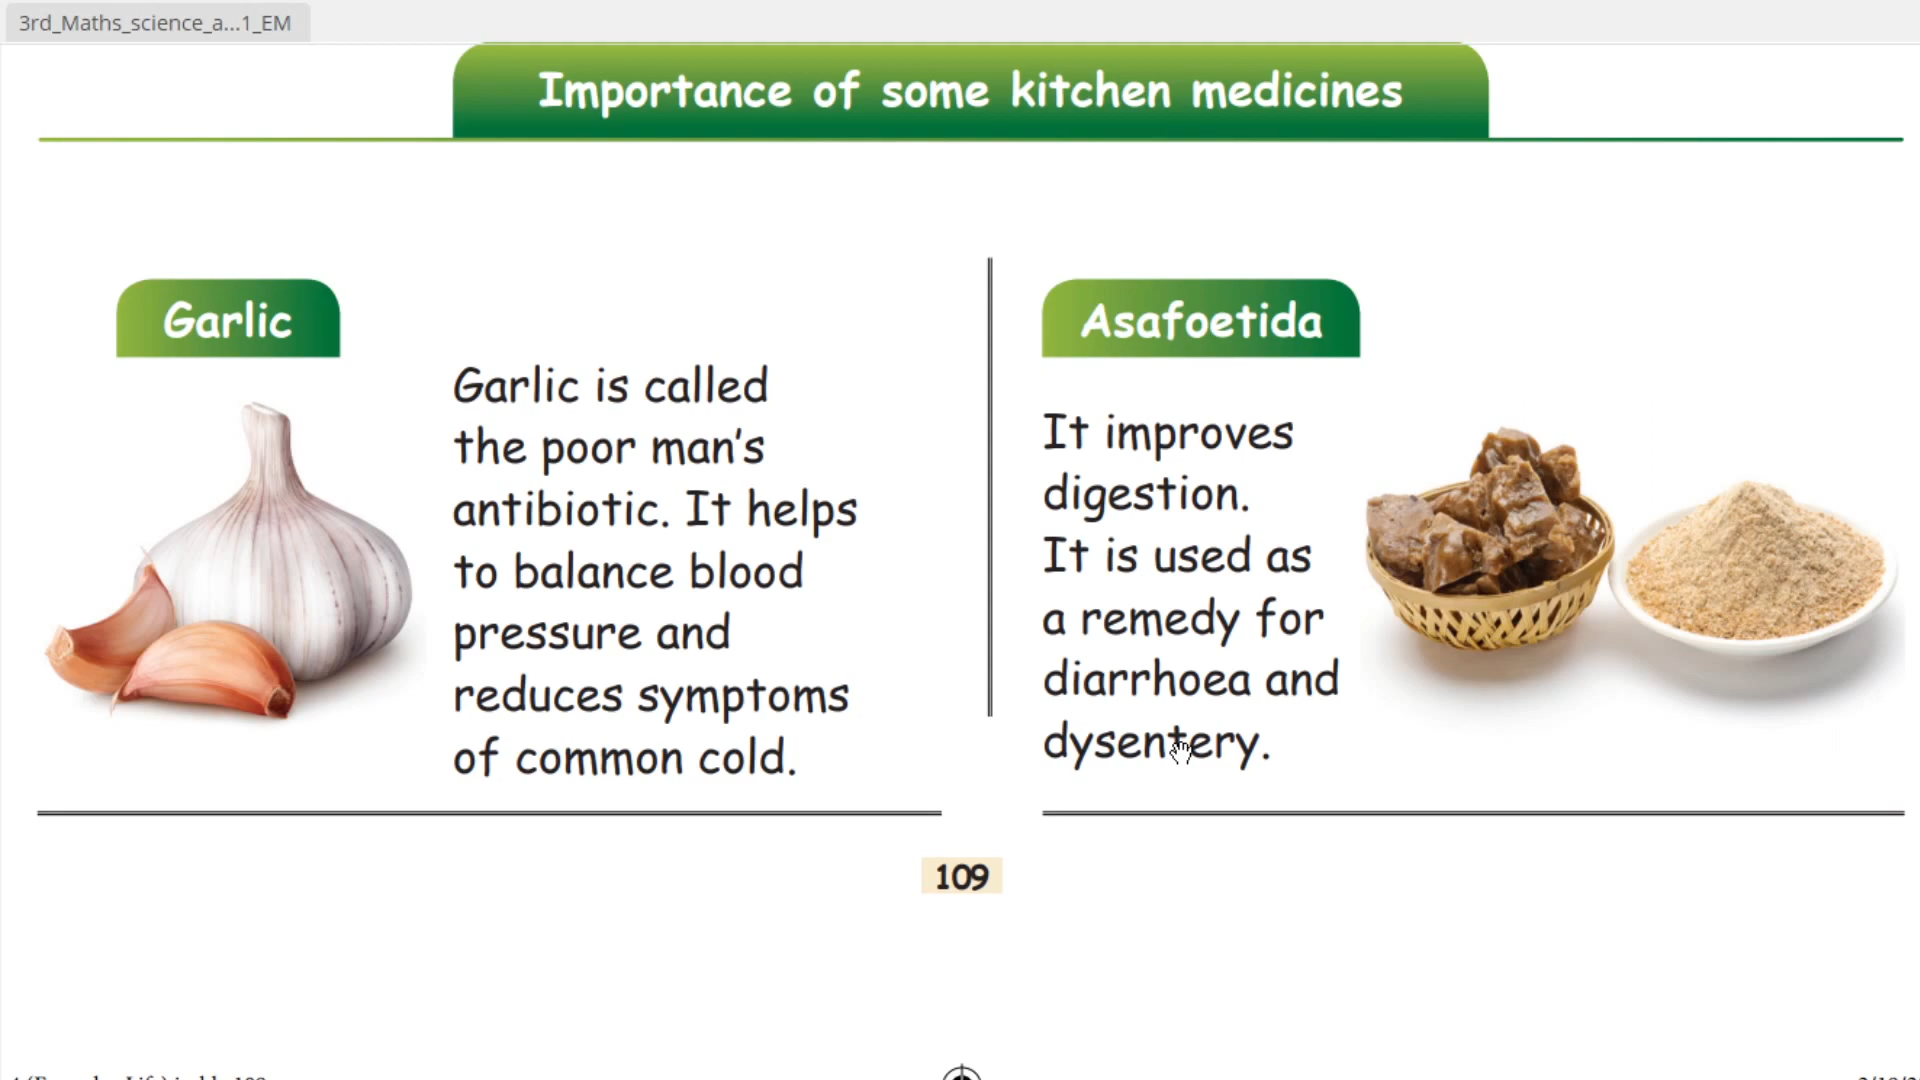 3rd_Maths_science_a...1_EM
Importance of some kitchen medicines
Garlic
Garlic is called
the poor man's
antibiotic. It helps
to balance blood
pressure and
reduces symptoms
of common cold.
Asafoetida
It improves
digestion.
It is used as
a remedy for
diarrhoea and
dysentery.
109